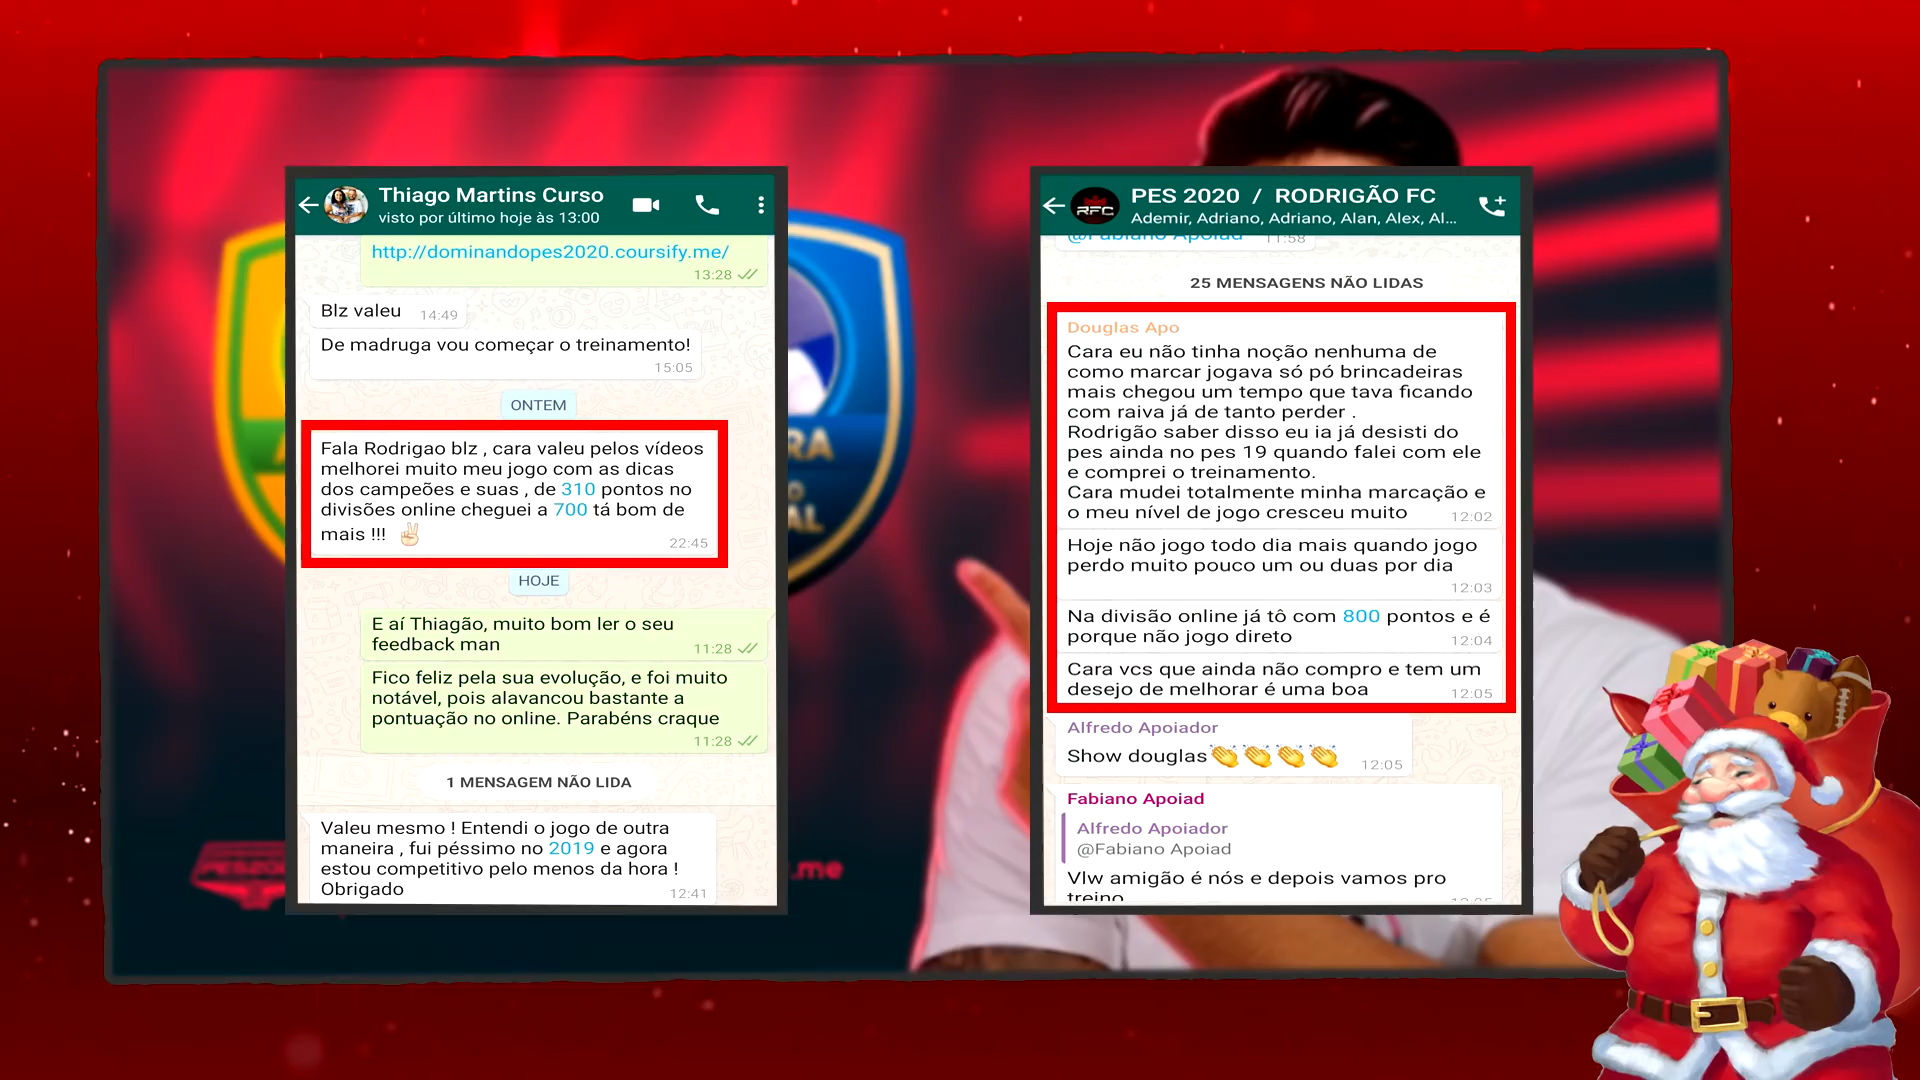 Thiago Martins Curso
visto por último hoje às 13:00
http://dominandopes2020.coursify.me/
13:28
Blz valeu 14:49
De madruga vou começar o treinamento!
15:05
ONTEM
Fala Rodrigao blz , cara valeu pelos vídeos
melhorei muito meu jogo com as dicas
dos campeões e suas , de 310 pontos no
divisões online cheguei a 700 tá bom de
mais !!! ✌🏻
22:45
HOJE
E aí Thiagão, muito bom ler o seu
feedback man 11:28
Fico feliz pela sua evolução, e foi muito
notável, pois alavancou bastante a
pontuação no online. Parabéns craque
11:28
1 MENSAGEM NÃO LIDA
Valeu mesmo ! Entendi o jogo de outra
maneira , fui péssimo no 2019 e agora
estou competitivo pelo menos da hora !
Obrigado 12:41
RFC
PES 2020 / RODRIGÃO FC
Ademir, Adriano, Adriano, Alan, Alex, Al...
@Fabiano Apoiad 11:58
25 MENSAGENS NÃO LIDAS
Douglas Apo
Cara eu não tinha noção nenhuma de
como marcar jogava só pó brincadeiras
mais chegou um tempo que tava ficando
com raiva já de tanto perder .
Rodrigão saber disso eu ia já desisti do
pes ainda no pes 19 quando falei com ele
e comprei o treinamento.
Cara mudei totalmente minha marcação e
o meu nível de jogo cresceu muito 12:02
Hoje não jogo todo dia mais quando jogo
perdo muito pouco um ou duas por dia
12:03
Na divisão online já tô com 800 pontos e é
porque não jogo direto 12:04
Cara vcs que ainda não compro e tem um
desejo de melhorar é uma boa 12:05
Alfredo Apoiador
Show douglas👏👏👏👏 12:05
Fabiano Apoiad
Alfredo Apoiador
@Fabiano Apoiad
Vlw amigão é nós e depois vamos pro
treino
.me